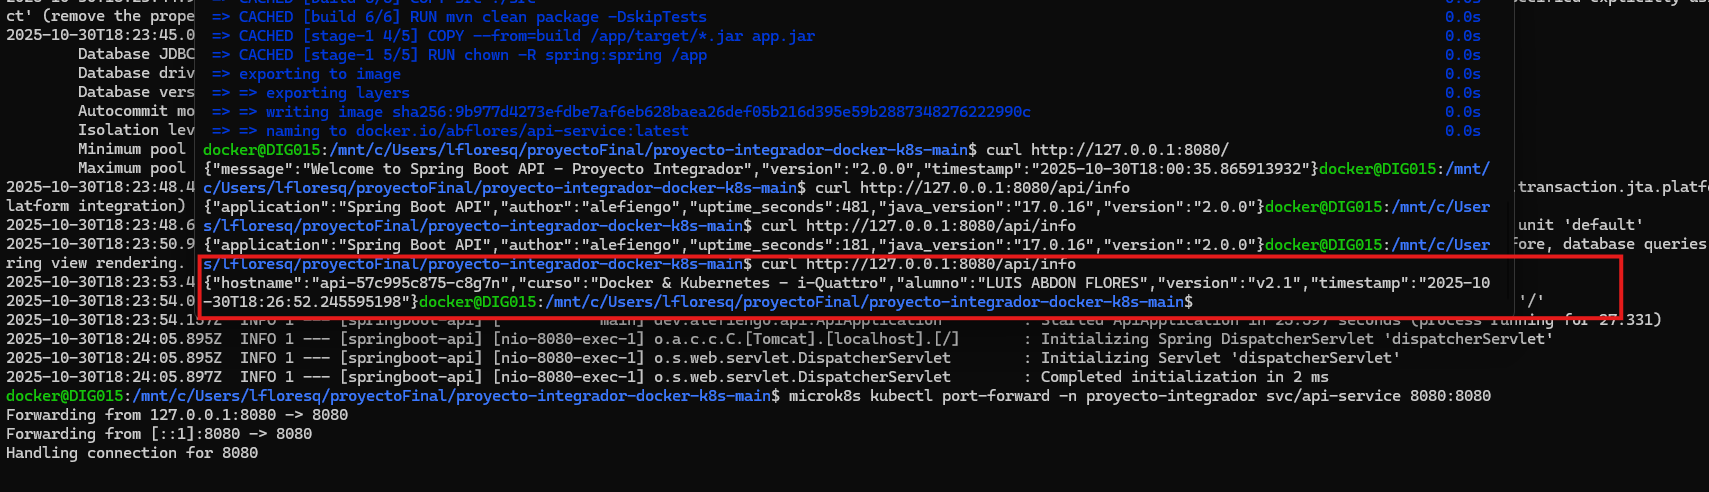 ct' (remove the prope
2025-10-30T18:23:45.0
Database JDBC
Database driv
Database vers
Autocommit mo
Isolation lev
Minimum pool
Maximum pool
2025-10-30T18:23:48.4
latform integration)
2025-10-30T18:23:48.6
2025-10-30T18:23:50.9
ring view rendering.
2025-10-30T18:23:53.4
2025-10-30T18:23:54.0
=> CACHED [build 6/6] RUN mvn clean package -DskipTests 0.0s
=> CACHED [stage-1 4/5] COPY --from=build /app/target/*.jar app.jar 0.0s
=> CACHED [stage-1 5/5] RUN chown -R spring:spring /app 0.0s
=> exporting to image 0.0s
=> => exporting layers 0.0s
=> => writing image sha256:9b977d4273efdbe7af6eb628baea26def05b216d395e59b2887348276222990c 0.0s
=> => naming to docker.io/abflores/api-service:latest 0.0s
docker@DIG015:/mnt/c/Users/lfloresq/proyectoFinal/proyecto-integrador-docker-k8s-main$ curl http://127.0.0.1:8080/
{"message":"Welcome to Spring Boot API - Proyecto Integrador","version":"2.0.0","timestamp":"2025-10-30T18:00:35.865913932"}docker@DIG015:/mnt/
c/Users/lfloresq/proyectoFinal/proyecto-integrador-docker-k8s-main$ curl http://127.0.0.1:8080/api/info
{"application":"Spring Boot API","author":"alefiengo","uptime_seconds":481,"java_version":"17.0.16","version":"2.0.0"}docker@DIG015:/mnt/c/User
s/lfloresq/proyectoFinal/proyecto-integrador-docker-k8s-main$ curl http://127.0.0.1:8080/api/info
{"application":"Spring Boot API","author":"alefiengo","uptime_seconds":181,"java_version":"17.0.16","version":"2.0.0"}docker@DIG015:/mnt/c/User
s/lfloresq/proyectoFinal/proyecto-integrador-docker-k8s-main$ curl http://127.0.0.1:8080/api/info
{"hostname":"api-57c995c875-c8g7n","curso":"Docker & Kubernetes - i-Quattro","alumno":"LUIS ABDON FLORES","version":"v2.1","timestamp":"2025-10
-30T18:26:52.245595198"}docker@DIG015:/mnt/c/Users/lfloresq/proyectoFinal/proyecto-integrador-docker-k8s-main$
.transaction.jta.platfo
unit 'default'
fore, database queries
'/'
INFO 1 --- [springboot-api] [ main] dev.alefiengo.api.ApiApplication : Started ApiApplication in 25.597 seconds (process running for 27.331)
2025-10-30T18:24:05.895Z INFO 1 --- [springboot-api] [nio-8080-exec-1] o.a.c.c.C.[Tomcat].[localhost].[/] : Initializing Spring DispatcherServlet 'dispatcherServlet'
2025-10-30T18:24:05.895Z INFO 1 --- [springboot-api] [nio-8080-exec-1] o.s.web.servlet.DispatcherServlet : Initializing Servlet 'dispatcherServlet'
2025-10-30T18:24:05.897Z INFO 1 --- [springboot-api] [nio-8080-exec-1] o.s.web.servlet.DispatcherServlet : Completed initialization in 2 ms
docker@DIG015:/mnt/c/Users/lfloresq/proyectoFinal/proyecto-integrador-docker-k8s-main$ microk8s kubectl port-forward -n proyecto-integrador svc/api-service 8080:8080
Forwarding from 127.0.0.1:8080 -> 8080
Forwarding from [::1]:8080 -> 8080
Handling connection for 8080